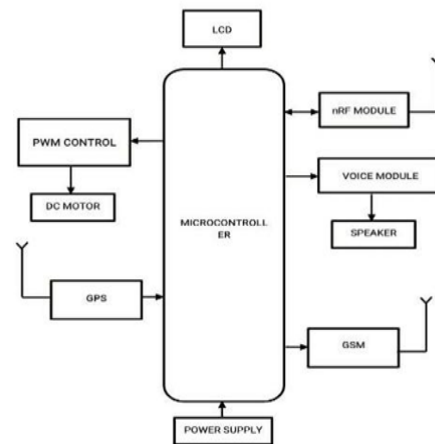 LCD
nRF MODULE
PWM CONTROL
VOICE MODULE
DC MOTOR
MICROCONTROLL
ER
SPEAKER
GPS
GSM
POWER SUPPLY